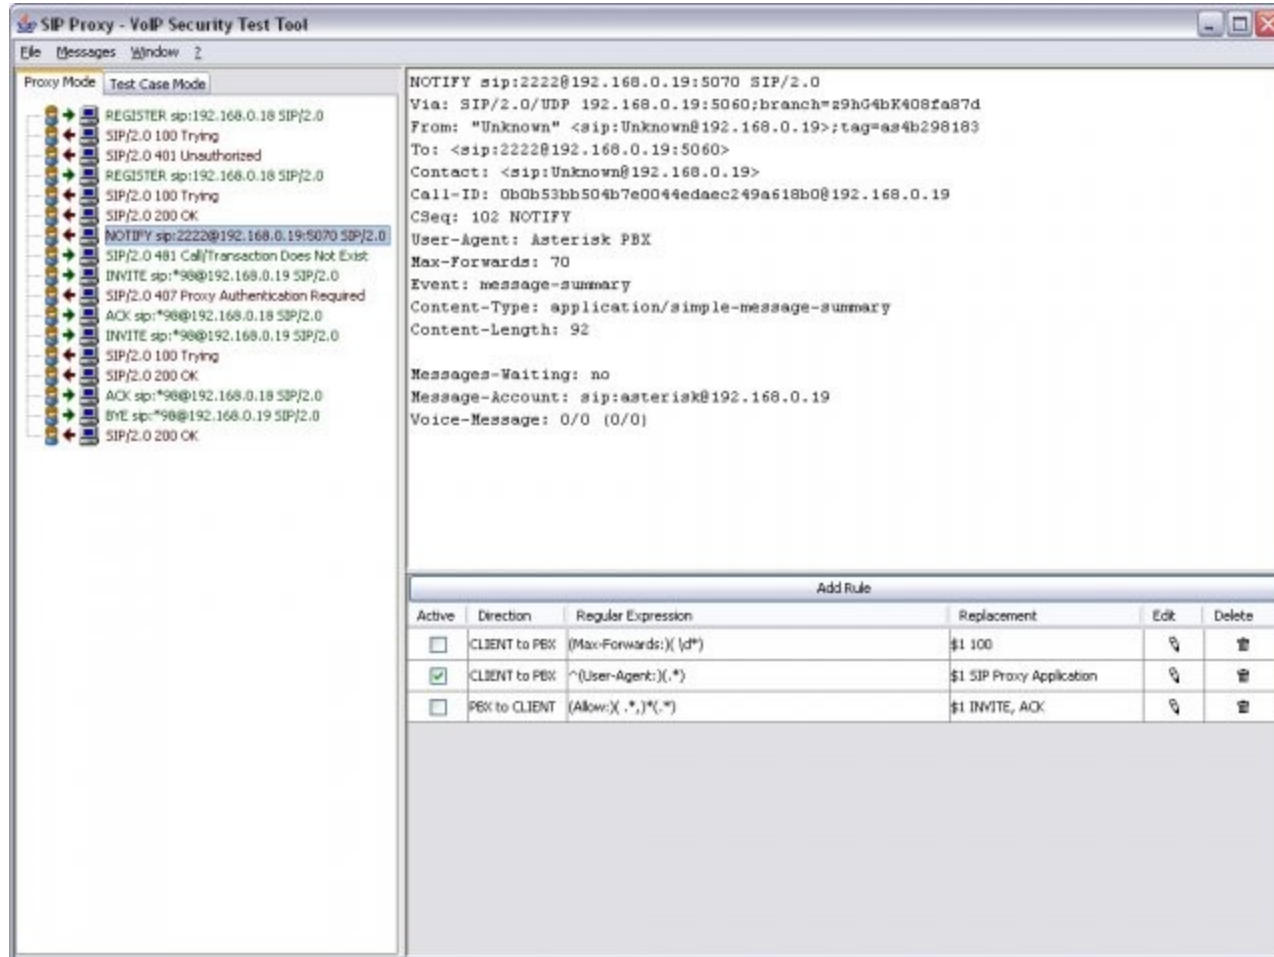 SIP Proxy - VoIP Security Test Tool
File Messages Window ?
Proxy Mode Test Case Mode
REGISTER sip:192.168.0.18 SIP/2.0
SIP/2.0 100 Trying
SIP/2.0 401 Unauthorized
REGISTER sip:192.168.0.18 SIP/2.0
SIP/2.0 100 Trying
SIP/2.0 200 OK
NOTIFY sip:2222@192.168.0.19:5070 SIP/2.0
SIP/2.0 481 Call/Transaction Does Not Exist
INVITE sip:*98@192.168.0.19 SIP/2.0
SIP/2.0 407 Proxy Authentication Required
ACK sip:*98@192.168.0.18 SIP/2.0
INVITE sip:*98@192.168.0.19 SIP/2.0
SIP/2.0 100 Trying
SIP/2.0 200 OK
ACK sip:*98@192.168.0.18 SIP/2.0
BYE sip:*98@192.168.0.19 SIP/2.0
SIP/2.0 200 OK
NOTIFY sip:2222@192.168.0.19:5070 SIP/2.0
Via: SIP/2.0/UDP 192.168.0.19:5060;branch=z9hG4bK408fa87d
From: "Unknown" <sip:Unknown@192.168.0.19>;tag=as4b298183
To: <sip:2222@192.168.0.19:5060>
Contact: <sip:Unknown@192.168.0.19>
Call-ID: 0b0b53bb504b7e0044edaec249a618b0@192.168.0.19
CSeq: 102 NOTIFY
User-Agent: Asterisk PBX
Max-Forwards: 70
Event: message-summary
Content-Type: application/simple-message-summary
Content-Length: 92
Messages-Waiting: no
Message-Account: sip:asterisk@192.168.0.19
Voice-Message: 0/0 (0/0)
Add Rule
Active Direction Regular Expression Replacement Edit Delete
CLIENT to PBX (Max-Forwards:)( \d*) $1 100
CLIENT to PBX ^(User-Agent:)(.*) $1 SIP Proxy Application
PBX to CLIENT (Allow:)( .*,)*(.*) $1 INVITE, ACK